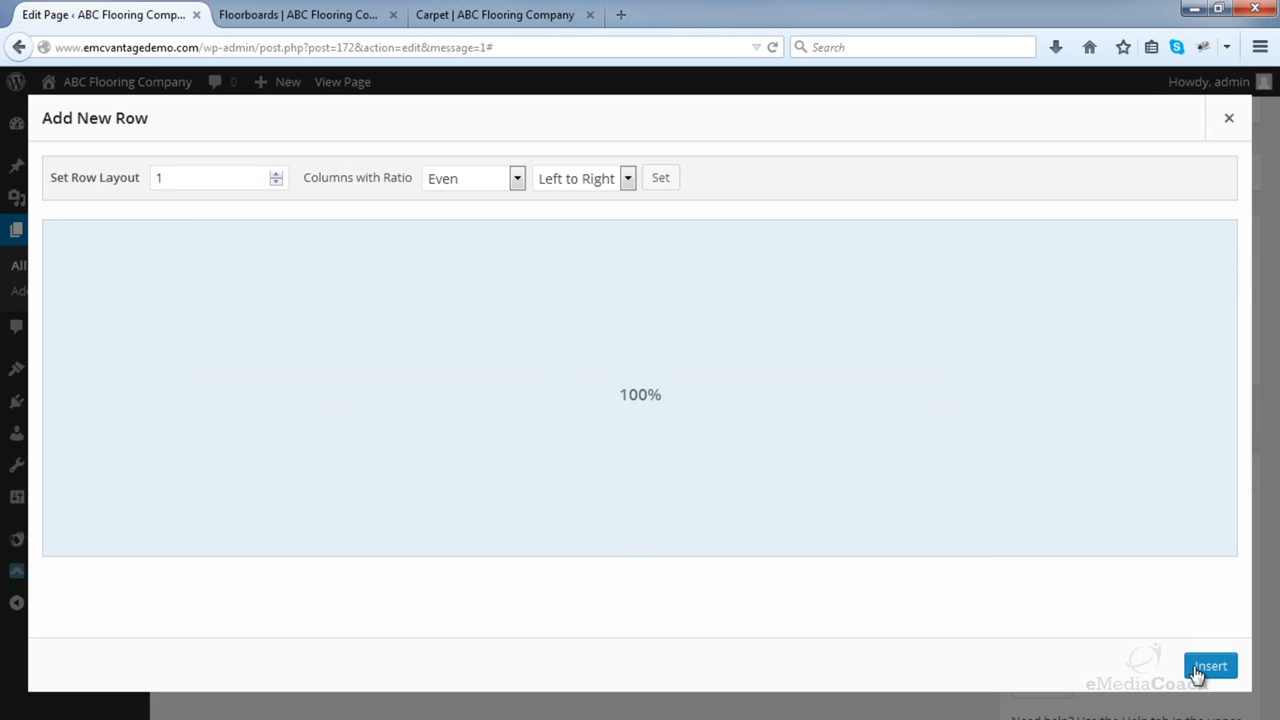 Edit Page ‹ ABC Flooring Comp...
Floorboards | ABC Flooring Co...
Carpet | ABC Flooring Company
www.emcvantagedemo.com/wp-admin/post.php?post=172&action=edit&message=1#
Search
ABC Flooring Company
0
New
View Page
Howdy, admin
Add New Row
Set Row Layout
1
Columns with Ratio
Even
Left to Right
Set
All
100%
Insert
eMediaCoach